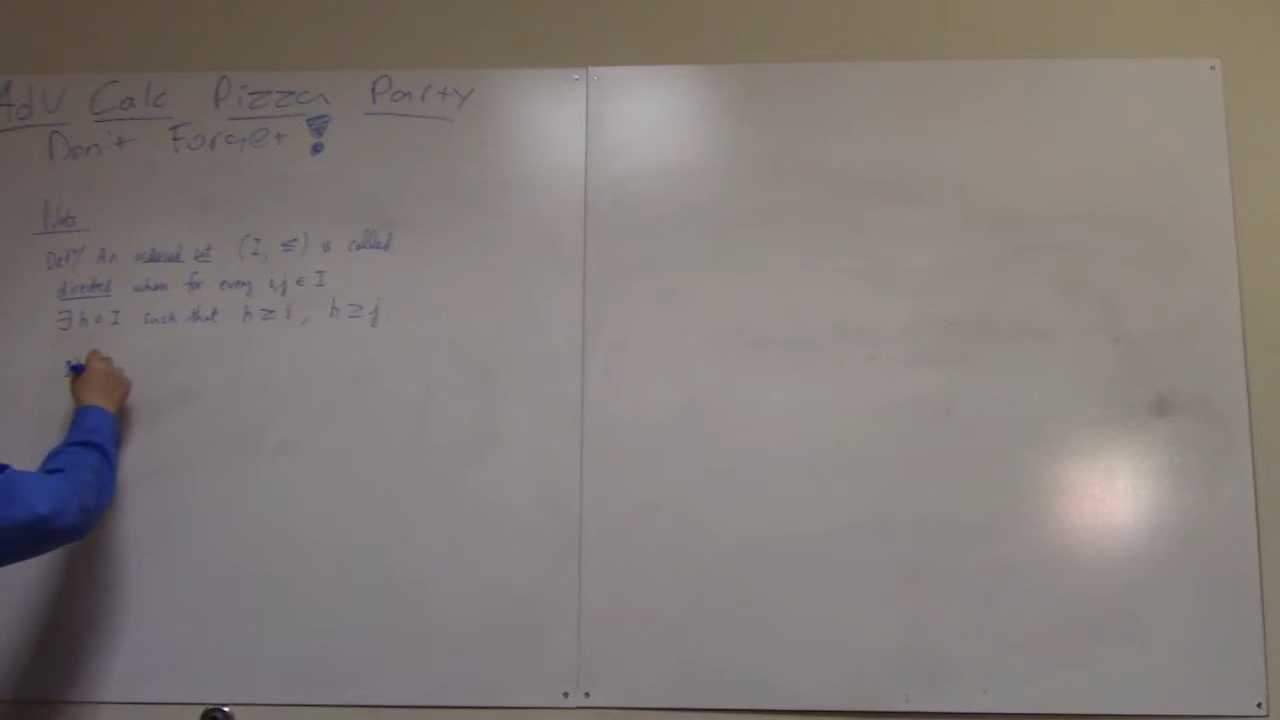 Adv Calc Pizza Party
Don't Forget!
Nets
Def'/ An ordered set (I, ≤) is called
directed when for every i,j ∈ I
∃ h ∈ I such that h ≥ i, h ≥ j